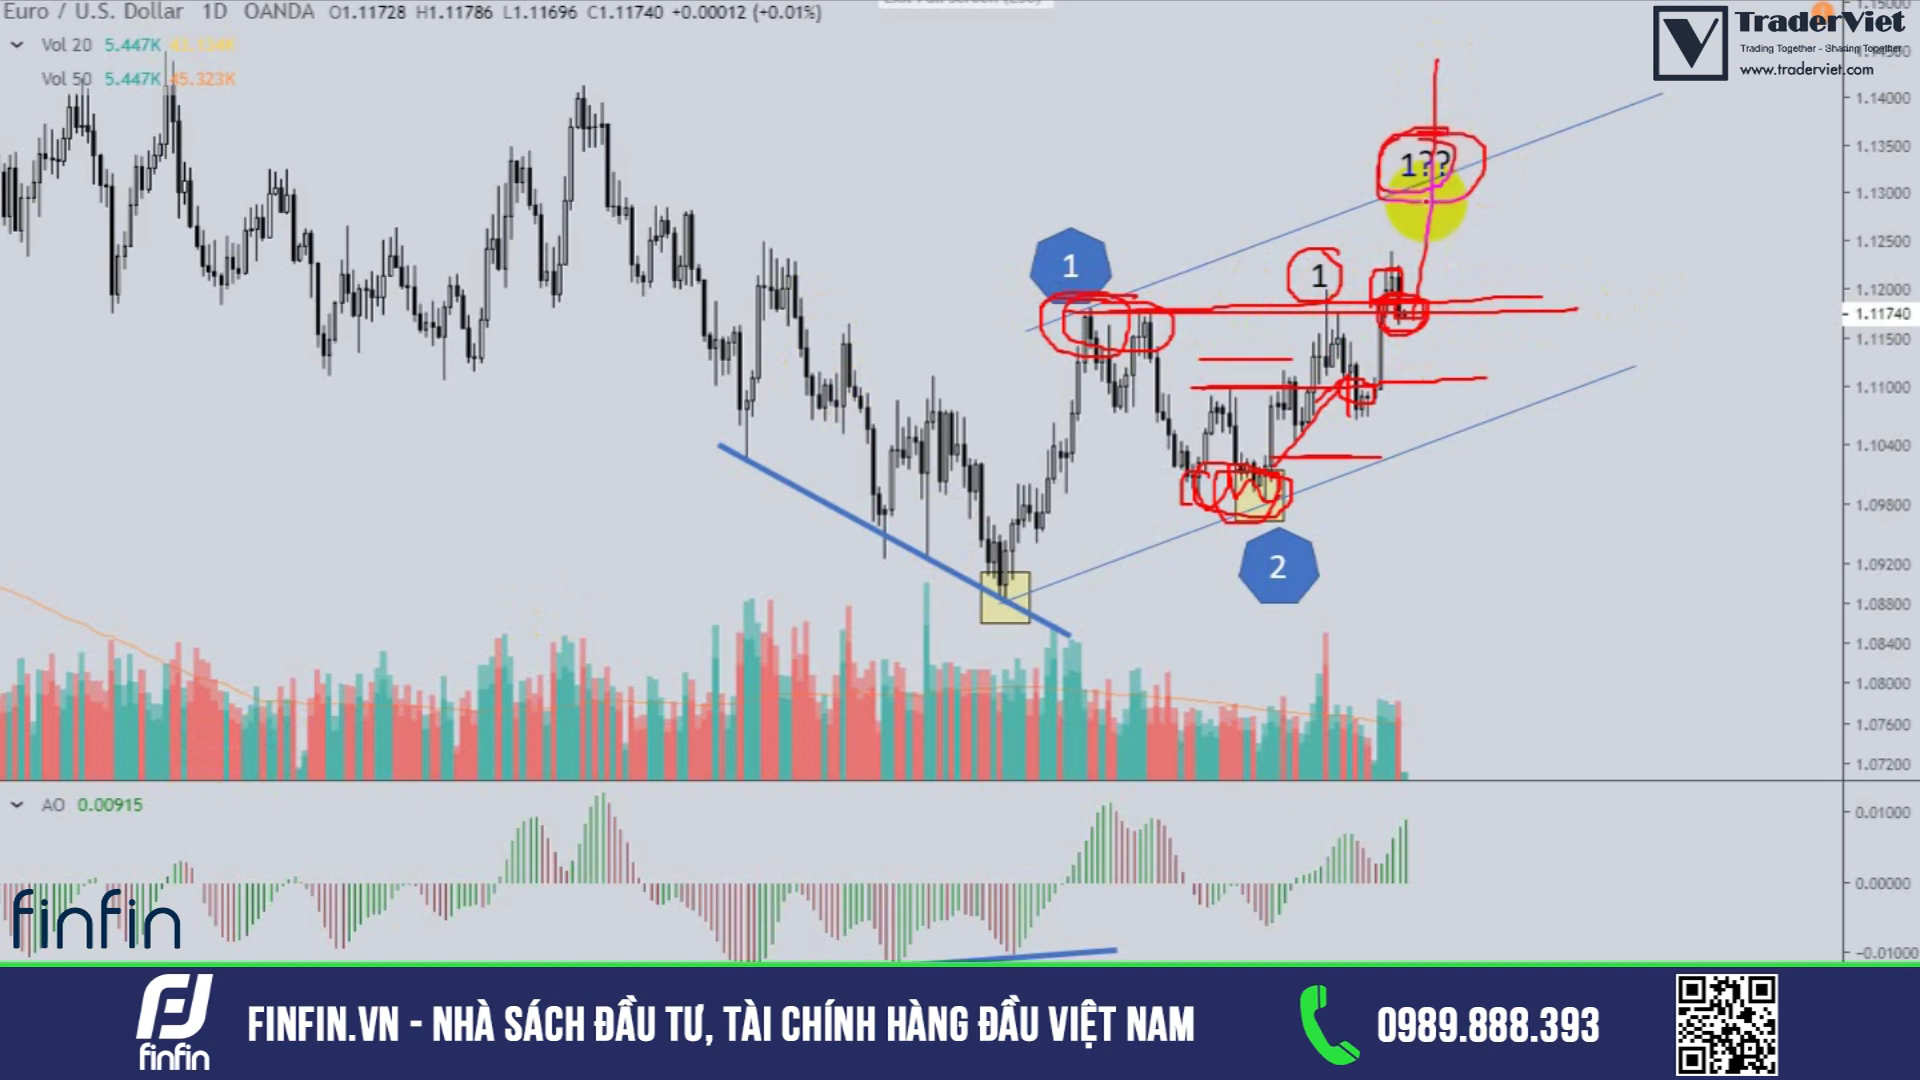 Euro / U.S. Dollar 1D OANDA O1.11728 H1.11786 L1.11696 C1.11740 +0.00012 (+0.01%)
Vol 20 5.447K
Vol 50 5.447K 45.323K
TraderViet
Trading Together - Sharing Together
www.traderviet.com
1.14000
1.13500
1??
1.13000
1.12500
1
1
1.12000
1.11740
1.11500
1.11000
1.10400
1.09800
2
1.09200
1.08800
1.08400
1.08000
1.07600
1.07200
AO 0.00915
0.01000
0.00000
-0.01000
finfin
finfin
FINFIN.VN - NHÀ SÁCH ĐẦU TƯ, TÀI CHÍNH HÀNG ĐẦU VIỆT NAM
0989.888.393